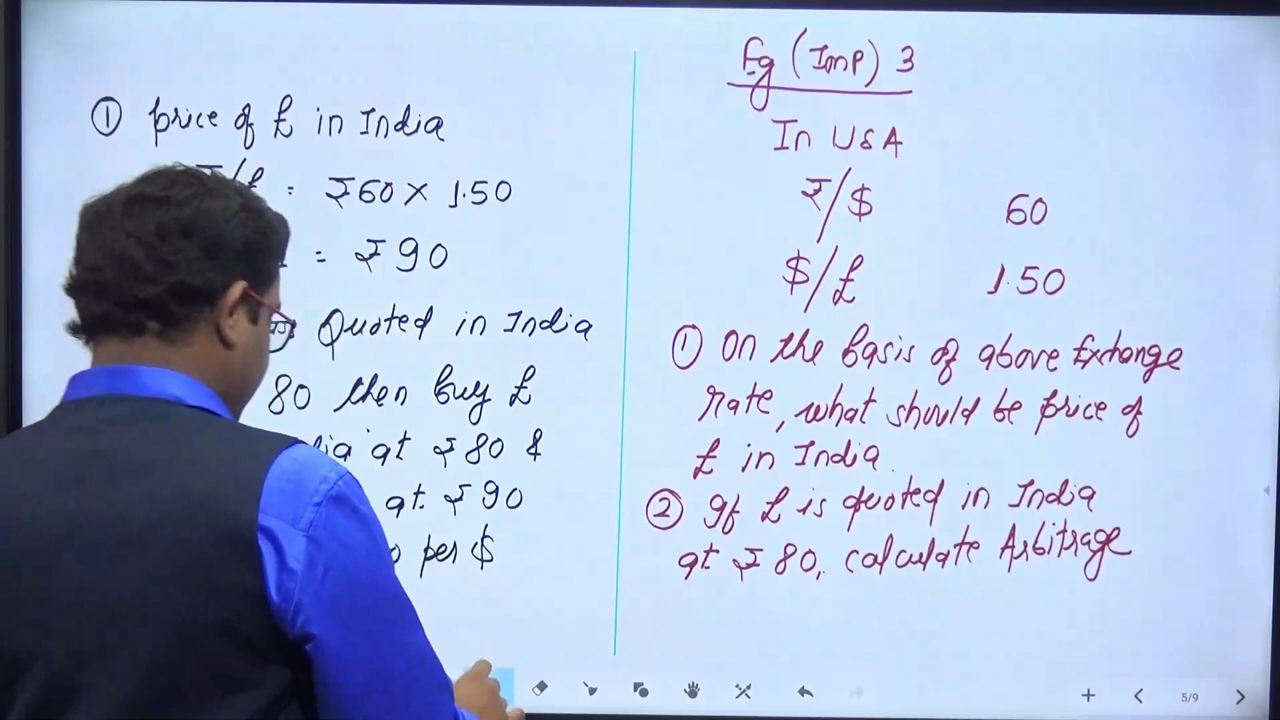 ① Price of £ in India
₹/£ = ₹60 × 1.50
= ₹90
Quoted in India
80 then buy £
at ₹80 &
at ₹90
per $
Eg (Imp) 3
In USA
₹/$ 60
$/£ 1.50
① On the basis of above Exchange
rate, what should be price of
£ in India.
② If £ is quoted in India
at ₹80, calculate Arbitrage
5/9